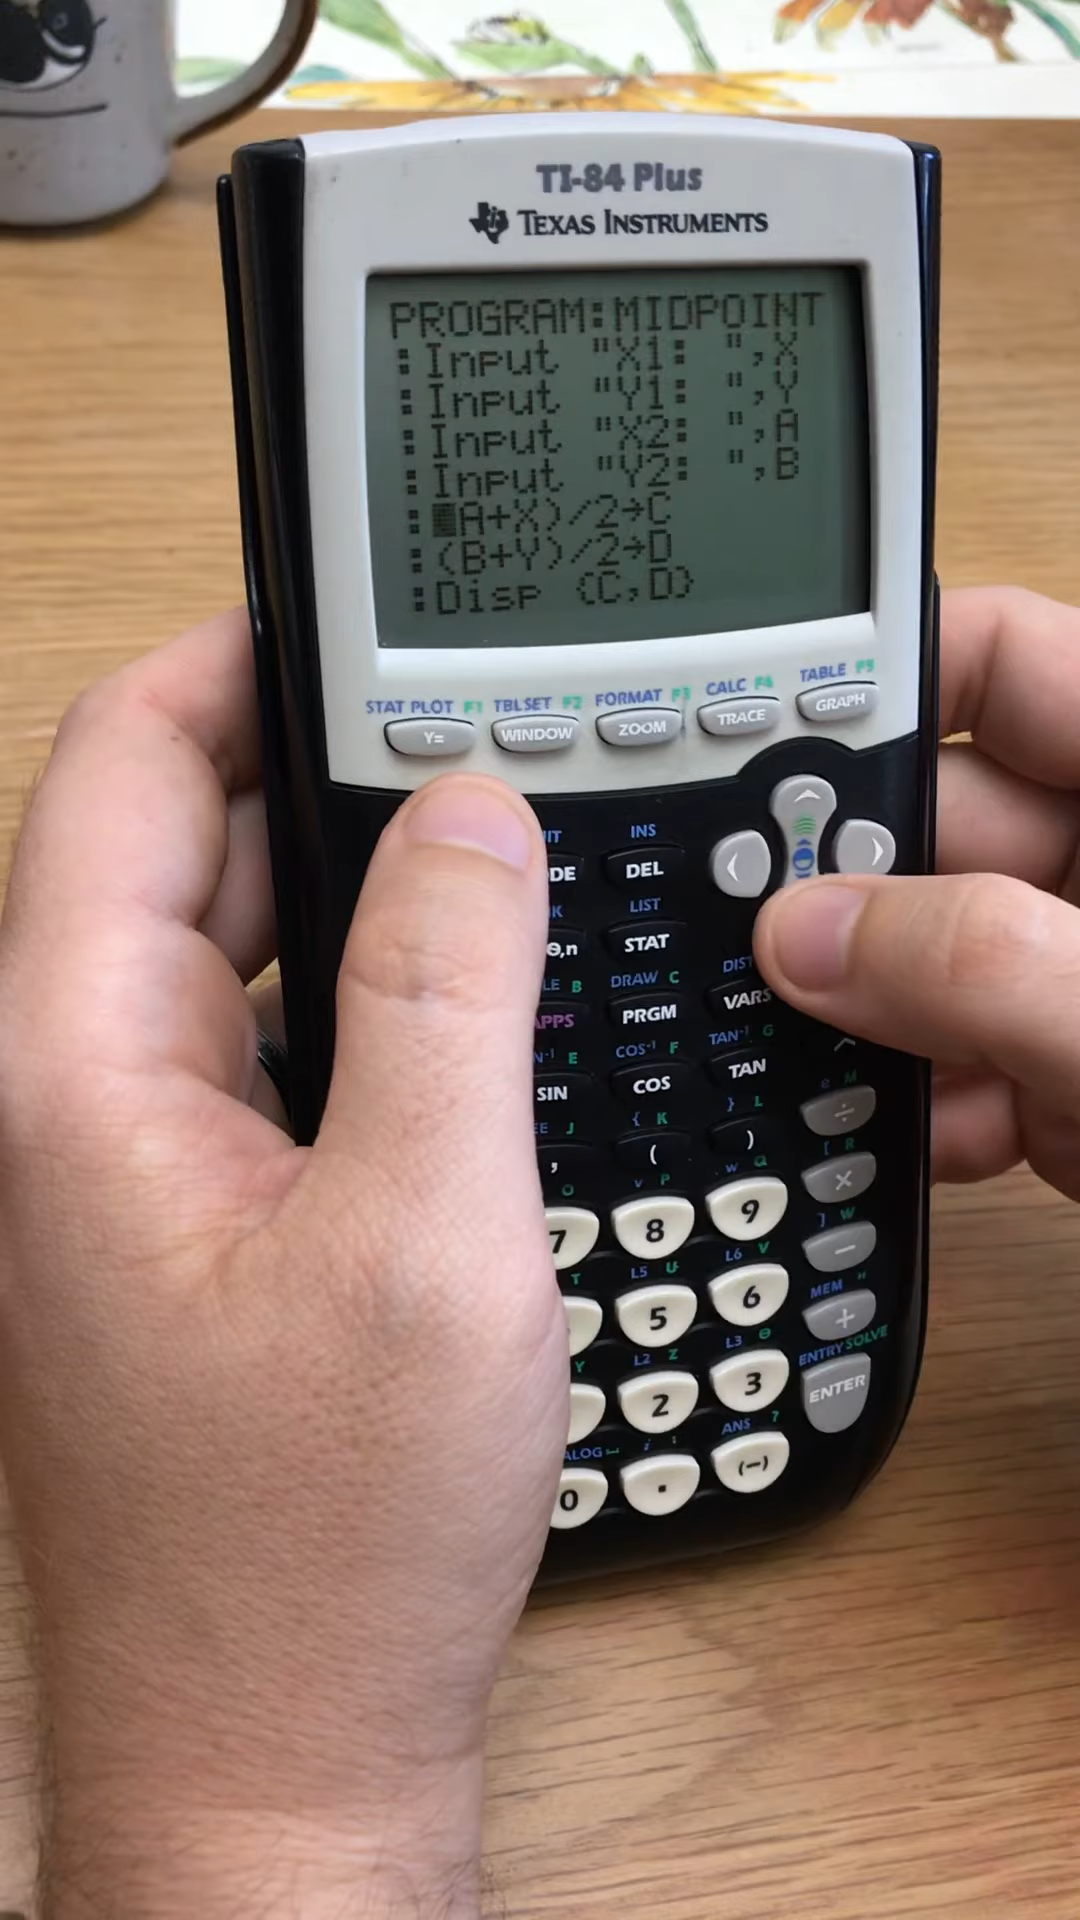 TI-84 Plus
TEXAS INSTRUMENTS
PROGRAM:MIDPOINT
:Input "X1: ",X
:Input "Y1: ",Y
:Input "X2: ",A
:Input "Y2: ",B
:A+X)/2→C
:(B+Y)/2→D
:Disp {C,D}
STAT PLOT F1 TBLSET F2 FORMAT F3 CALC F4 TABLE F5
Y= WINDOW ZOOM TRACE GRAPH
INS
DEL
LIST
STAT
B DRAW C
APPS PRGM VARS
E COS⁻¹ F TAN⁻¹ G
SIN COS TAN ^
EE J { K } L e M
, ( ) ÷
O v P w Q [ R
7 8 9 ×
T L5 U L6 V ] W
5 6 −
Y L2 Z L3 θ MEM "
2 3 +
ENTRY SOLVE
ENTER
i : ANS ?
0 . (−)